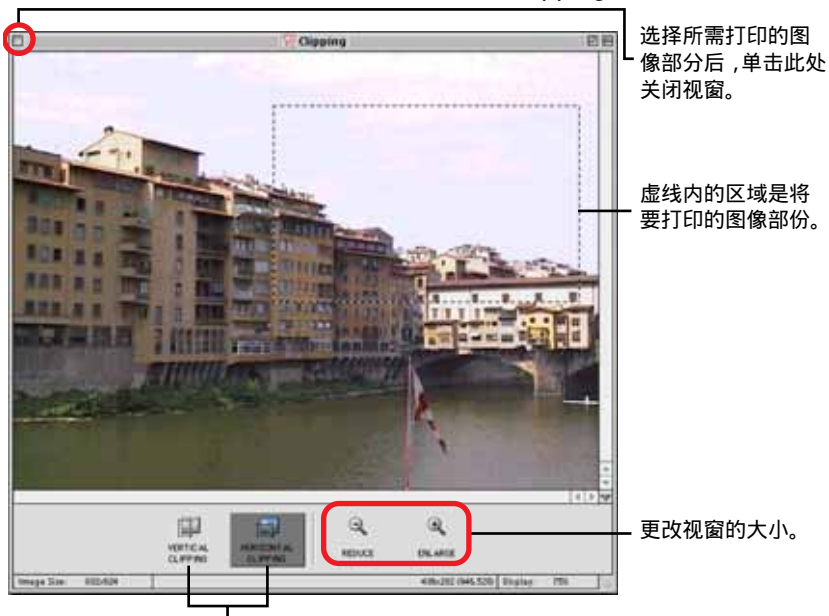 Clipping
选择所需打印的图
像部分后，单击此处
关闭视窗。
虚线内的区域是将
要打印的图像部份。
更改视窗的大小。
VERTICAL
CLIPPING
HORIZONTAL
CLIPPING
REDUCE
ENLARGE
Image Size:
Display: 75%